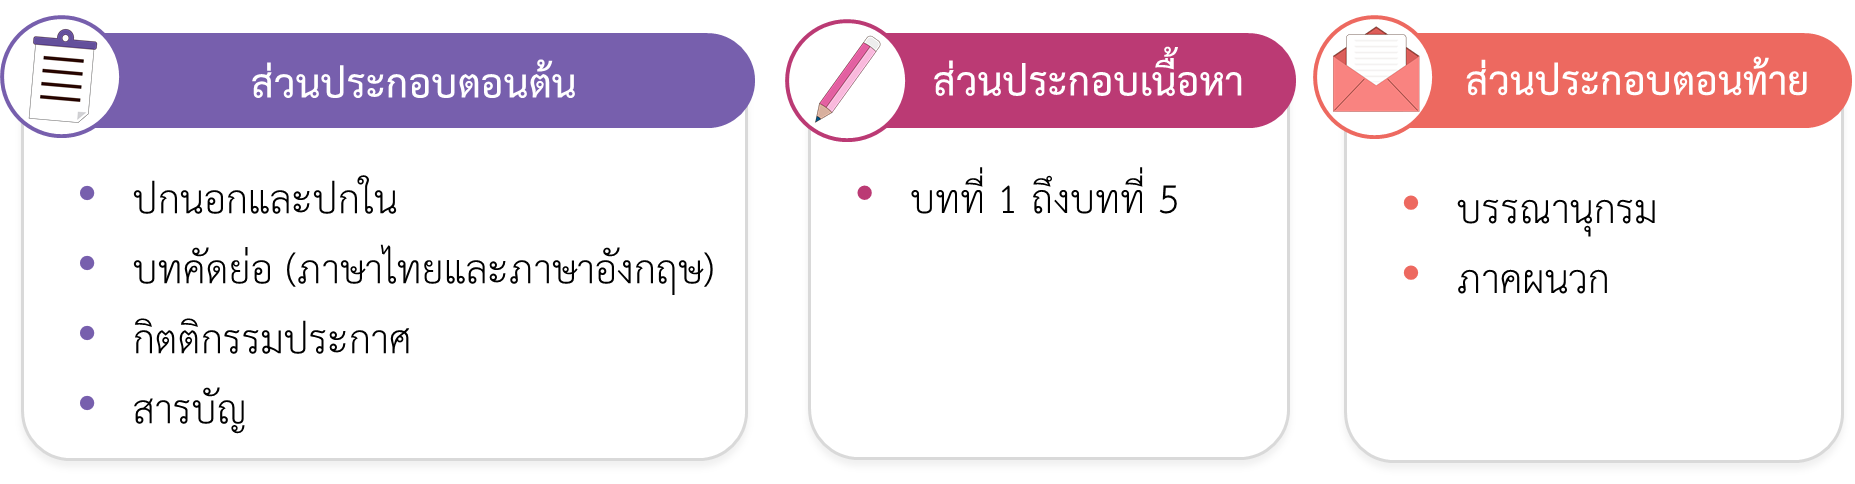 ส่วนประกอบตอนต้น
ปกนอกและปกใน
บทคัดย่อ (ภาษาไทยและภาษาอังกฤษ)
กิตติกรรมประกาศ
สารบัญ
ส่วนประกอบเนื้อหา
บทที่ 1 ถึงบทที่ 5
ส่วนประกอบตอนท้าย
บรรณานุกรม
ภาคผนวก